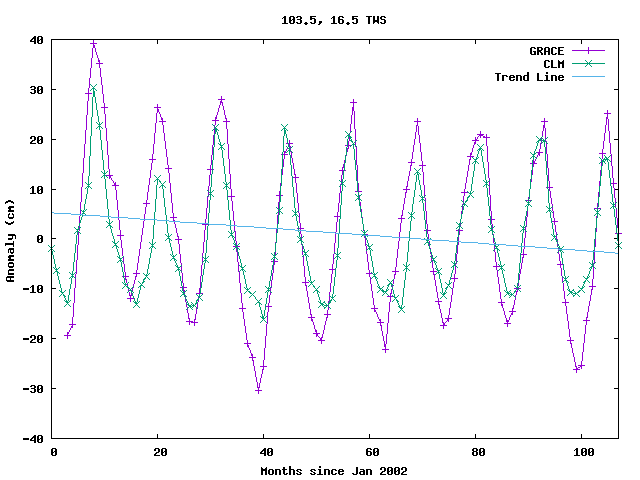 103.5, 16.5 TWS
GRACE
CLM
Trend Line
40
30
20
10
0
-10
-20
-30
-40
Anomaly (cm)
0 20 40 60 80 100
Months since Jan 2002